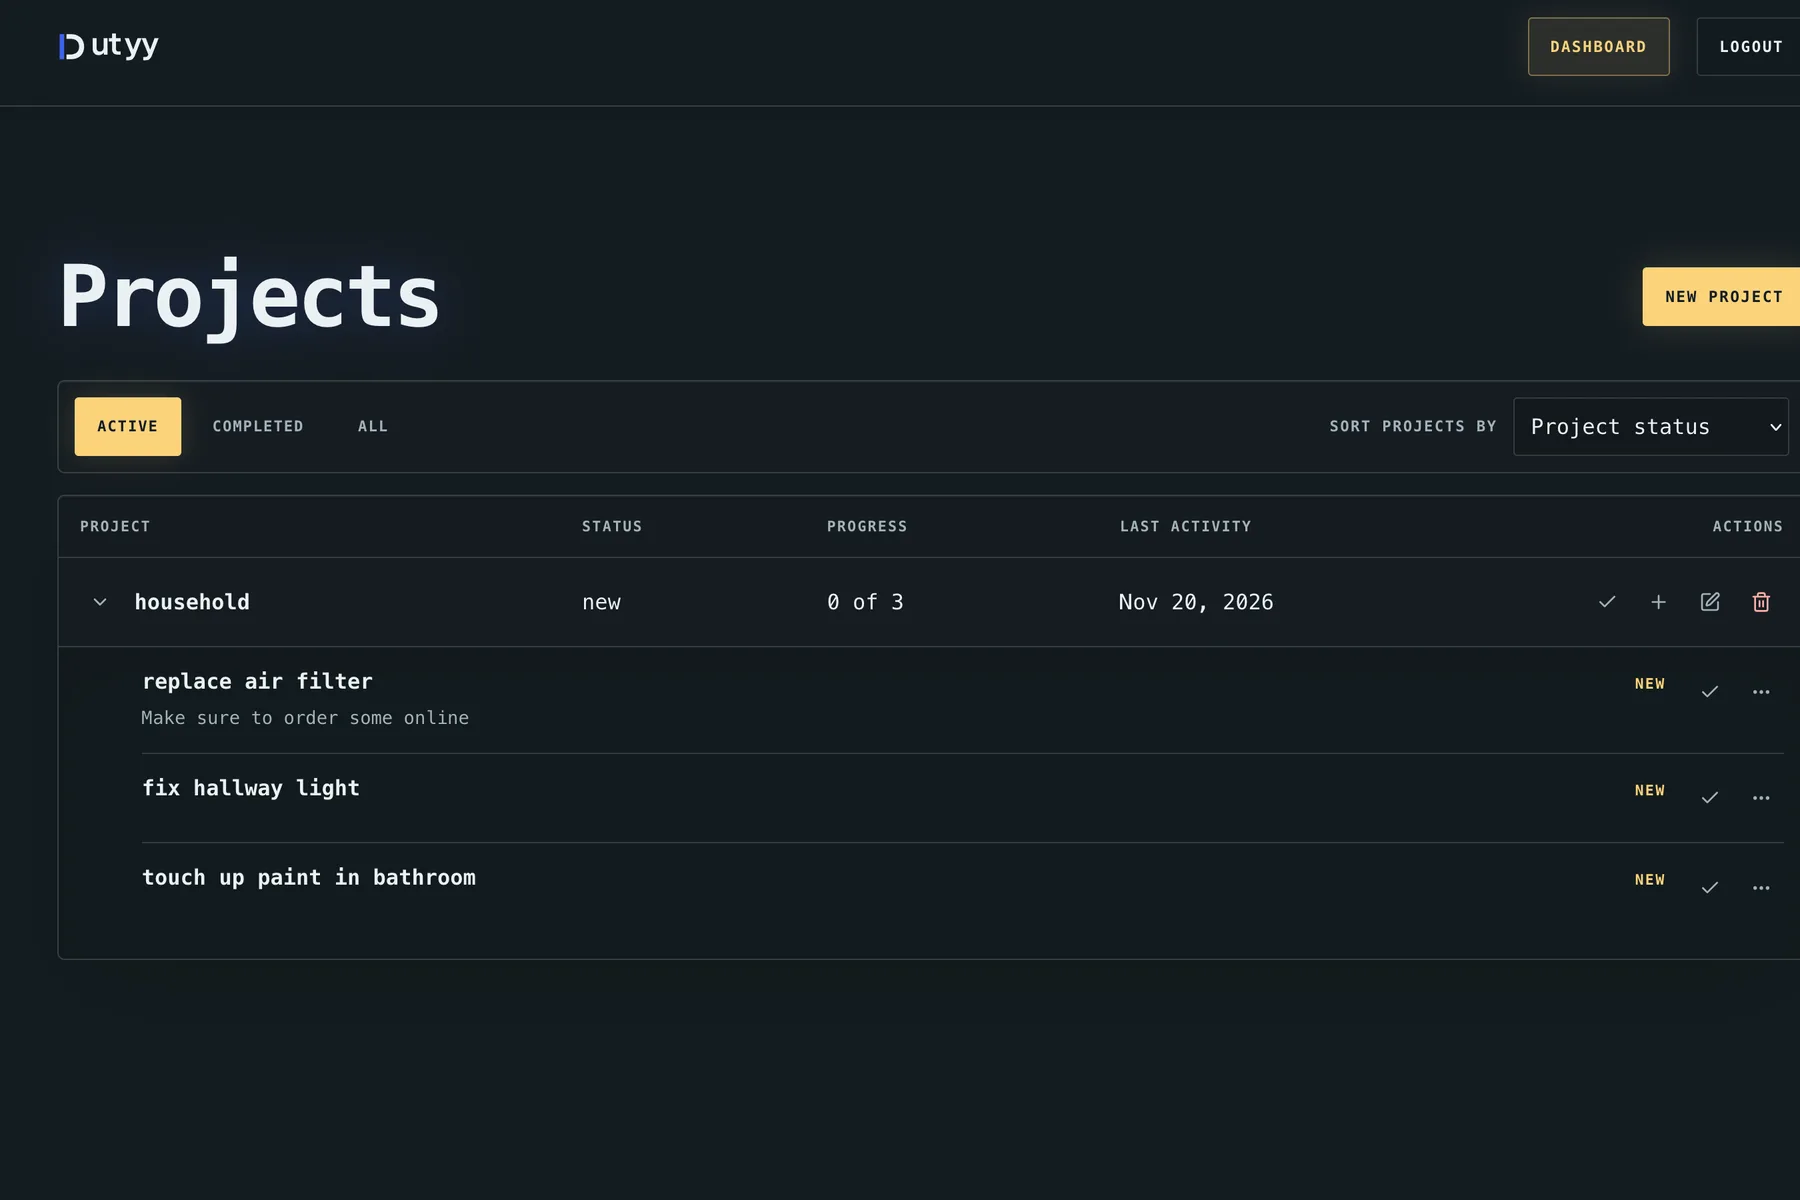 Dutyy
DASHBOARD
LOGOUT
Projects
NEW PROJECT
ACTIVE
COMPLETED
ALL
SORT PROJECTS BY
Project status
PROJECT
STATUS
PROGRESS
LAST ACTIVITY
ACTIONS
household
new
0 of 3
Nov 20, 2026
replace air filter
NEW
Make sure to order some online
fix hallway light
NEW
touch up paint in bathroom
NEW